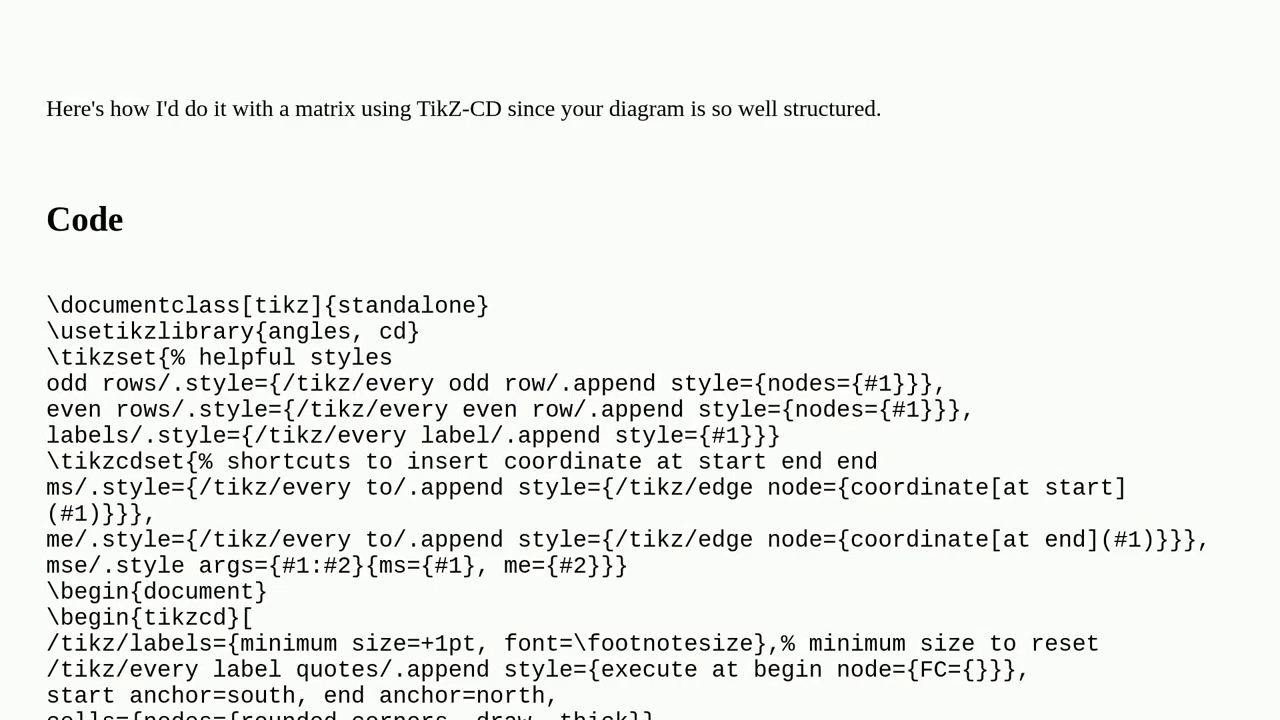 Here's how I'd do it with a matrix using TikZ-CD since your diagram is so well structured.
Code
\documentclass[tikz]{standalone}
\usetikzlibrary{angles, cd}
\tikzset{% helpful styles
odd rows/.style={/tikz/every odd row/.append style={nodes={#1}}},
even rows/.style={/tikz/every even row/.append style={nodes={#1}}},
labels/.style={/tikz/every label/.append style={#1}}}
\tikzcdset{% shortcuts to insert coordinate at start end end
ms/.style={/tikz/every to/.append style={/tikz/edge node={coordinate[at start]
(#1)}}},
me/.style={/tikz/every to/.append style={/tikz/edge node={coordinate[at end](#1)}}},
mse/.style args={#1:#2}{ms={#1}, me={#2}}}
\begin{document}
\begin{tikzcd}[
/tikz/labels={minimum size=+1pt, font=\footnotesize},% minimum size to reset
/tikz/every label quotes/.append style={execute at begin node={FC={}}},
start anchor=south, end anchor=north,
cells={nodes={rounded corners, draw, thick}}